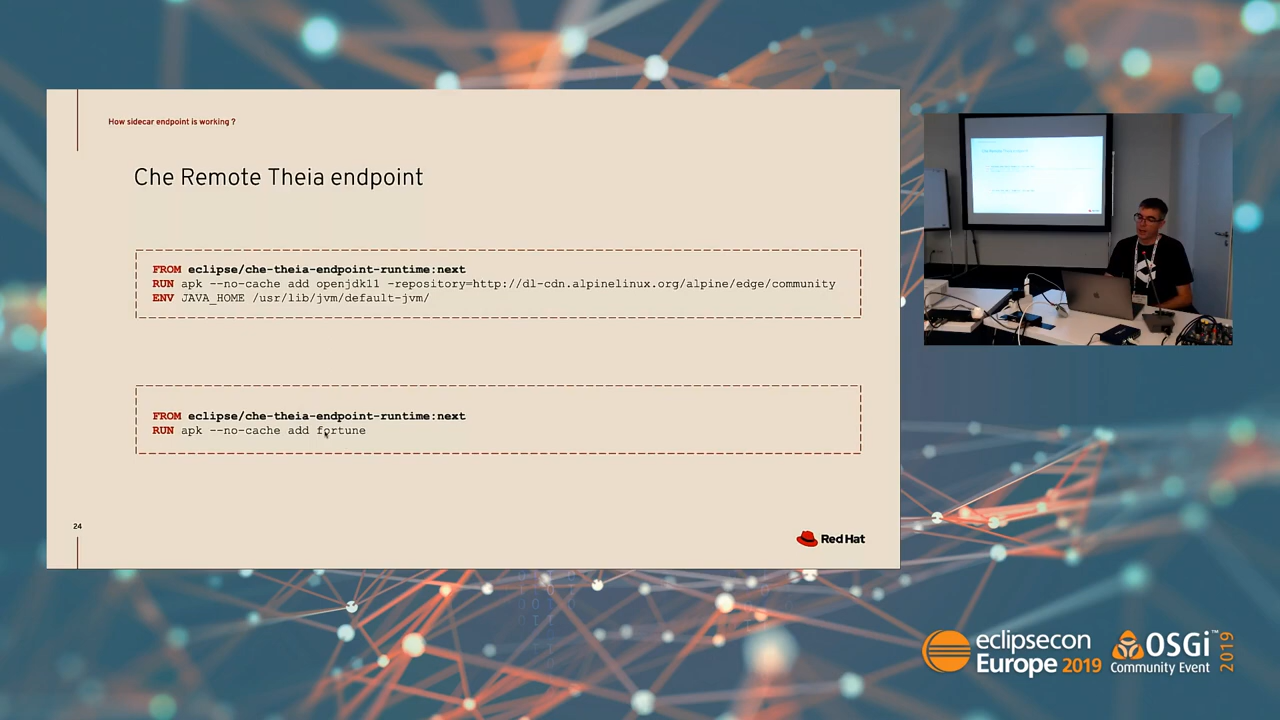 How sidecar endpoint is working ?
Che Remote Theia endpoint
FROM eclipse/che-theia-endpoint-runtime:next
RUN apk --no-cache add openjdk11 -repository=http://dl-cdn.alpinelinux.org/alpine/edge/community
ENV JAVA_HOME /usr/lib/jvm/default-jvm/
FROM eclipse/che-theia-endpoint-runtime:next
RUN apk --no-cache add fortune
24
Red Hat
eclipsecon
Europe 2019
OSGi™
Community Event
2019